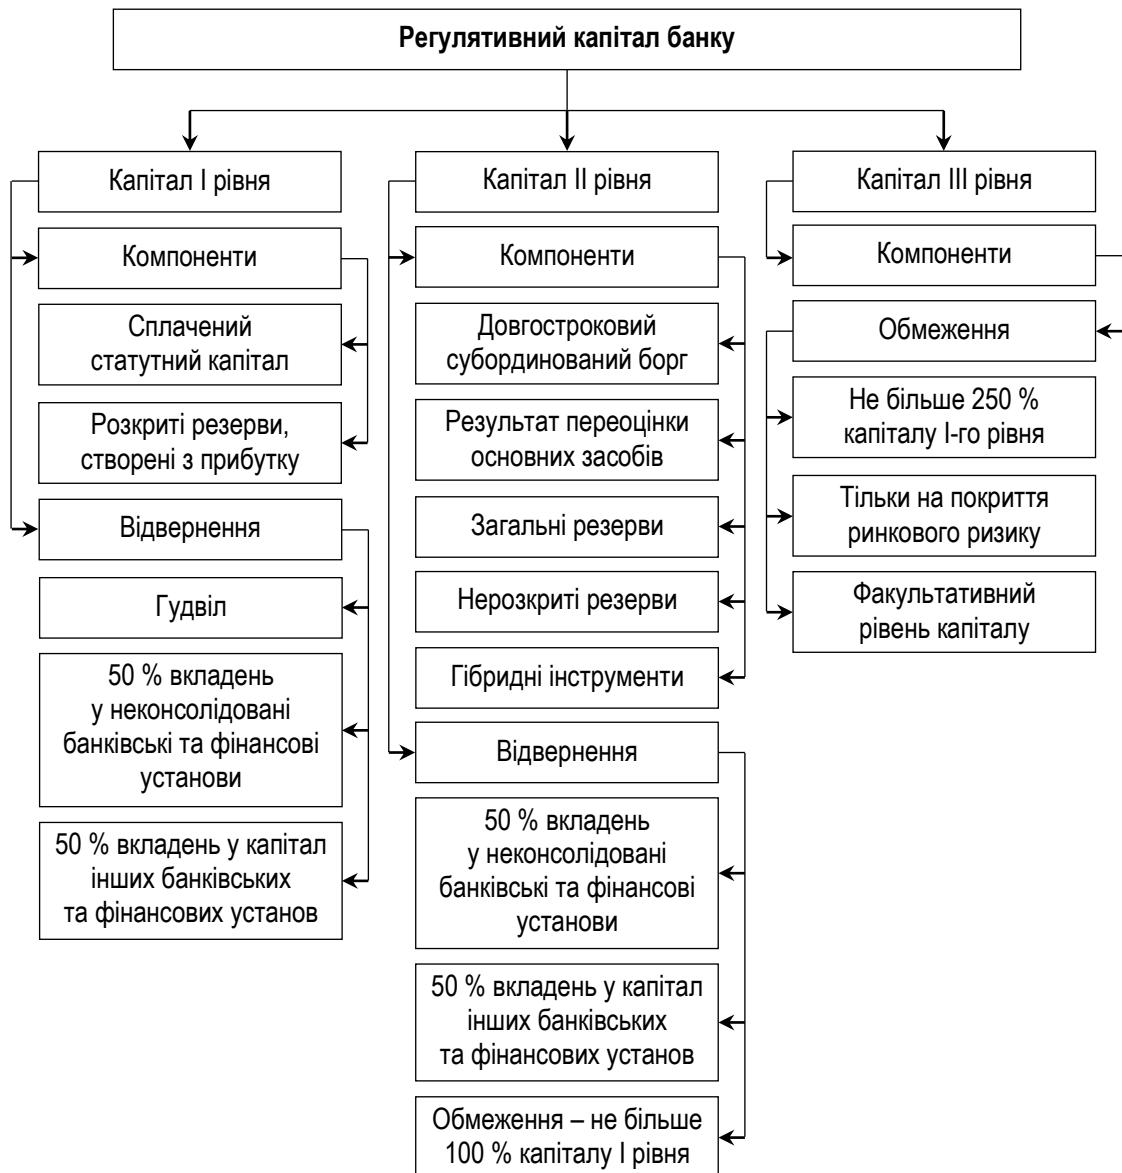 Регулятивний капітал банку
Капітал І рівня
Компоненти
Сплачений
статутний капітал
Розкриті резерви,
створені з прибутку
Відвернення
Гудвіл
50 % вкладень
у неконсолідовані
банківські та фінансові
установи
50 % вкладень у капітал
інших банківських
та фінансових установ
Капітал ІІ рівня
Компоненти
Довгостроковий
субординований борг
Результат переоцінки
основних засобів
Загальні резерви
Нерозкриті резерви
Гібридні інструменти
Відвернення
50 % вкладень
у неконсолідовані
банківські та фінансові
установи
50 % вкладень у капітал
інших банківських
та фінансових установ
Обмеження – не більше
100 % капіталу І рівня
Капітал ІІІ рівня
Компоненти
Обмеження
Не більше 250 %
капіталу І-го рівня
Тільки на покриття
ринкового ризику
Факультативний
рівень капіталу